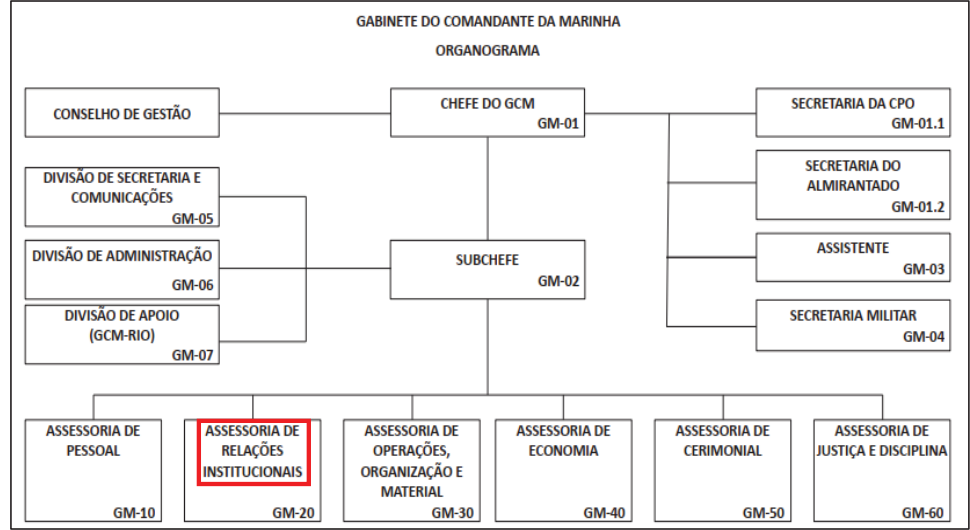 GABINETE DO COMANDANTE DA MARINHA
ORGANOGRAMA
CONSELHO DE GESTÃO
CHEFE DO GCM
GM-01
SECRETARIA DA CPO
GM-01.1
DIVISÃO DE SECRETARIA E
COMUNICAÇÕES
GM-05
SECRETARIA DO
ALMIRANTADO
GM-01.2
DIVISÃO DE ADMINISTRAÇÃO
GM-06
SUBCHEFE
GM-02
ASSISTENTE
GM-03
DIVISÃO DE APOIO
(GCM-RIO)
GM-07
SECRETARIA MILITAR
GM-04
ASSESSORIA DE
PESSOAL
GM-10
ASSESSORIA DE
RELAÇÕES
INSTITUCIONAIS
GM-20
ASSESSORIA DE
OPERAÇÕES,
ORGANIZAÇÃO E
MATERIAL
GM-30
ASSESSORIA DE
ECONOMIA
GM-40
ASSESSORIA DE
CERIMONIAL
GM-50
ASSESSORIA DE
JUSTIÇA E DISCIPLINA
GM-60